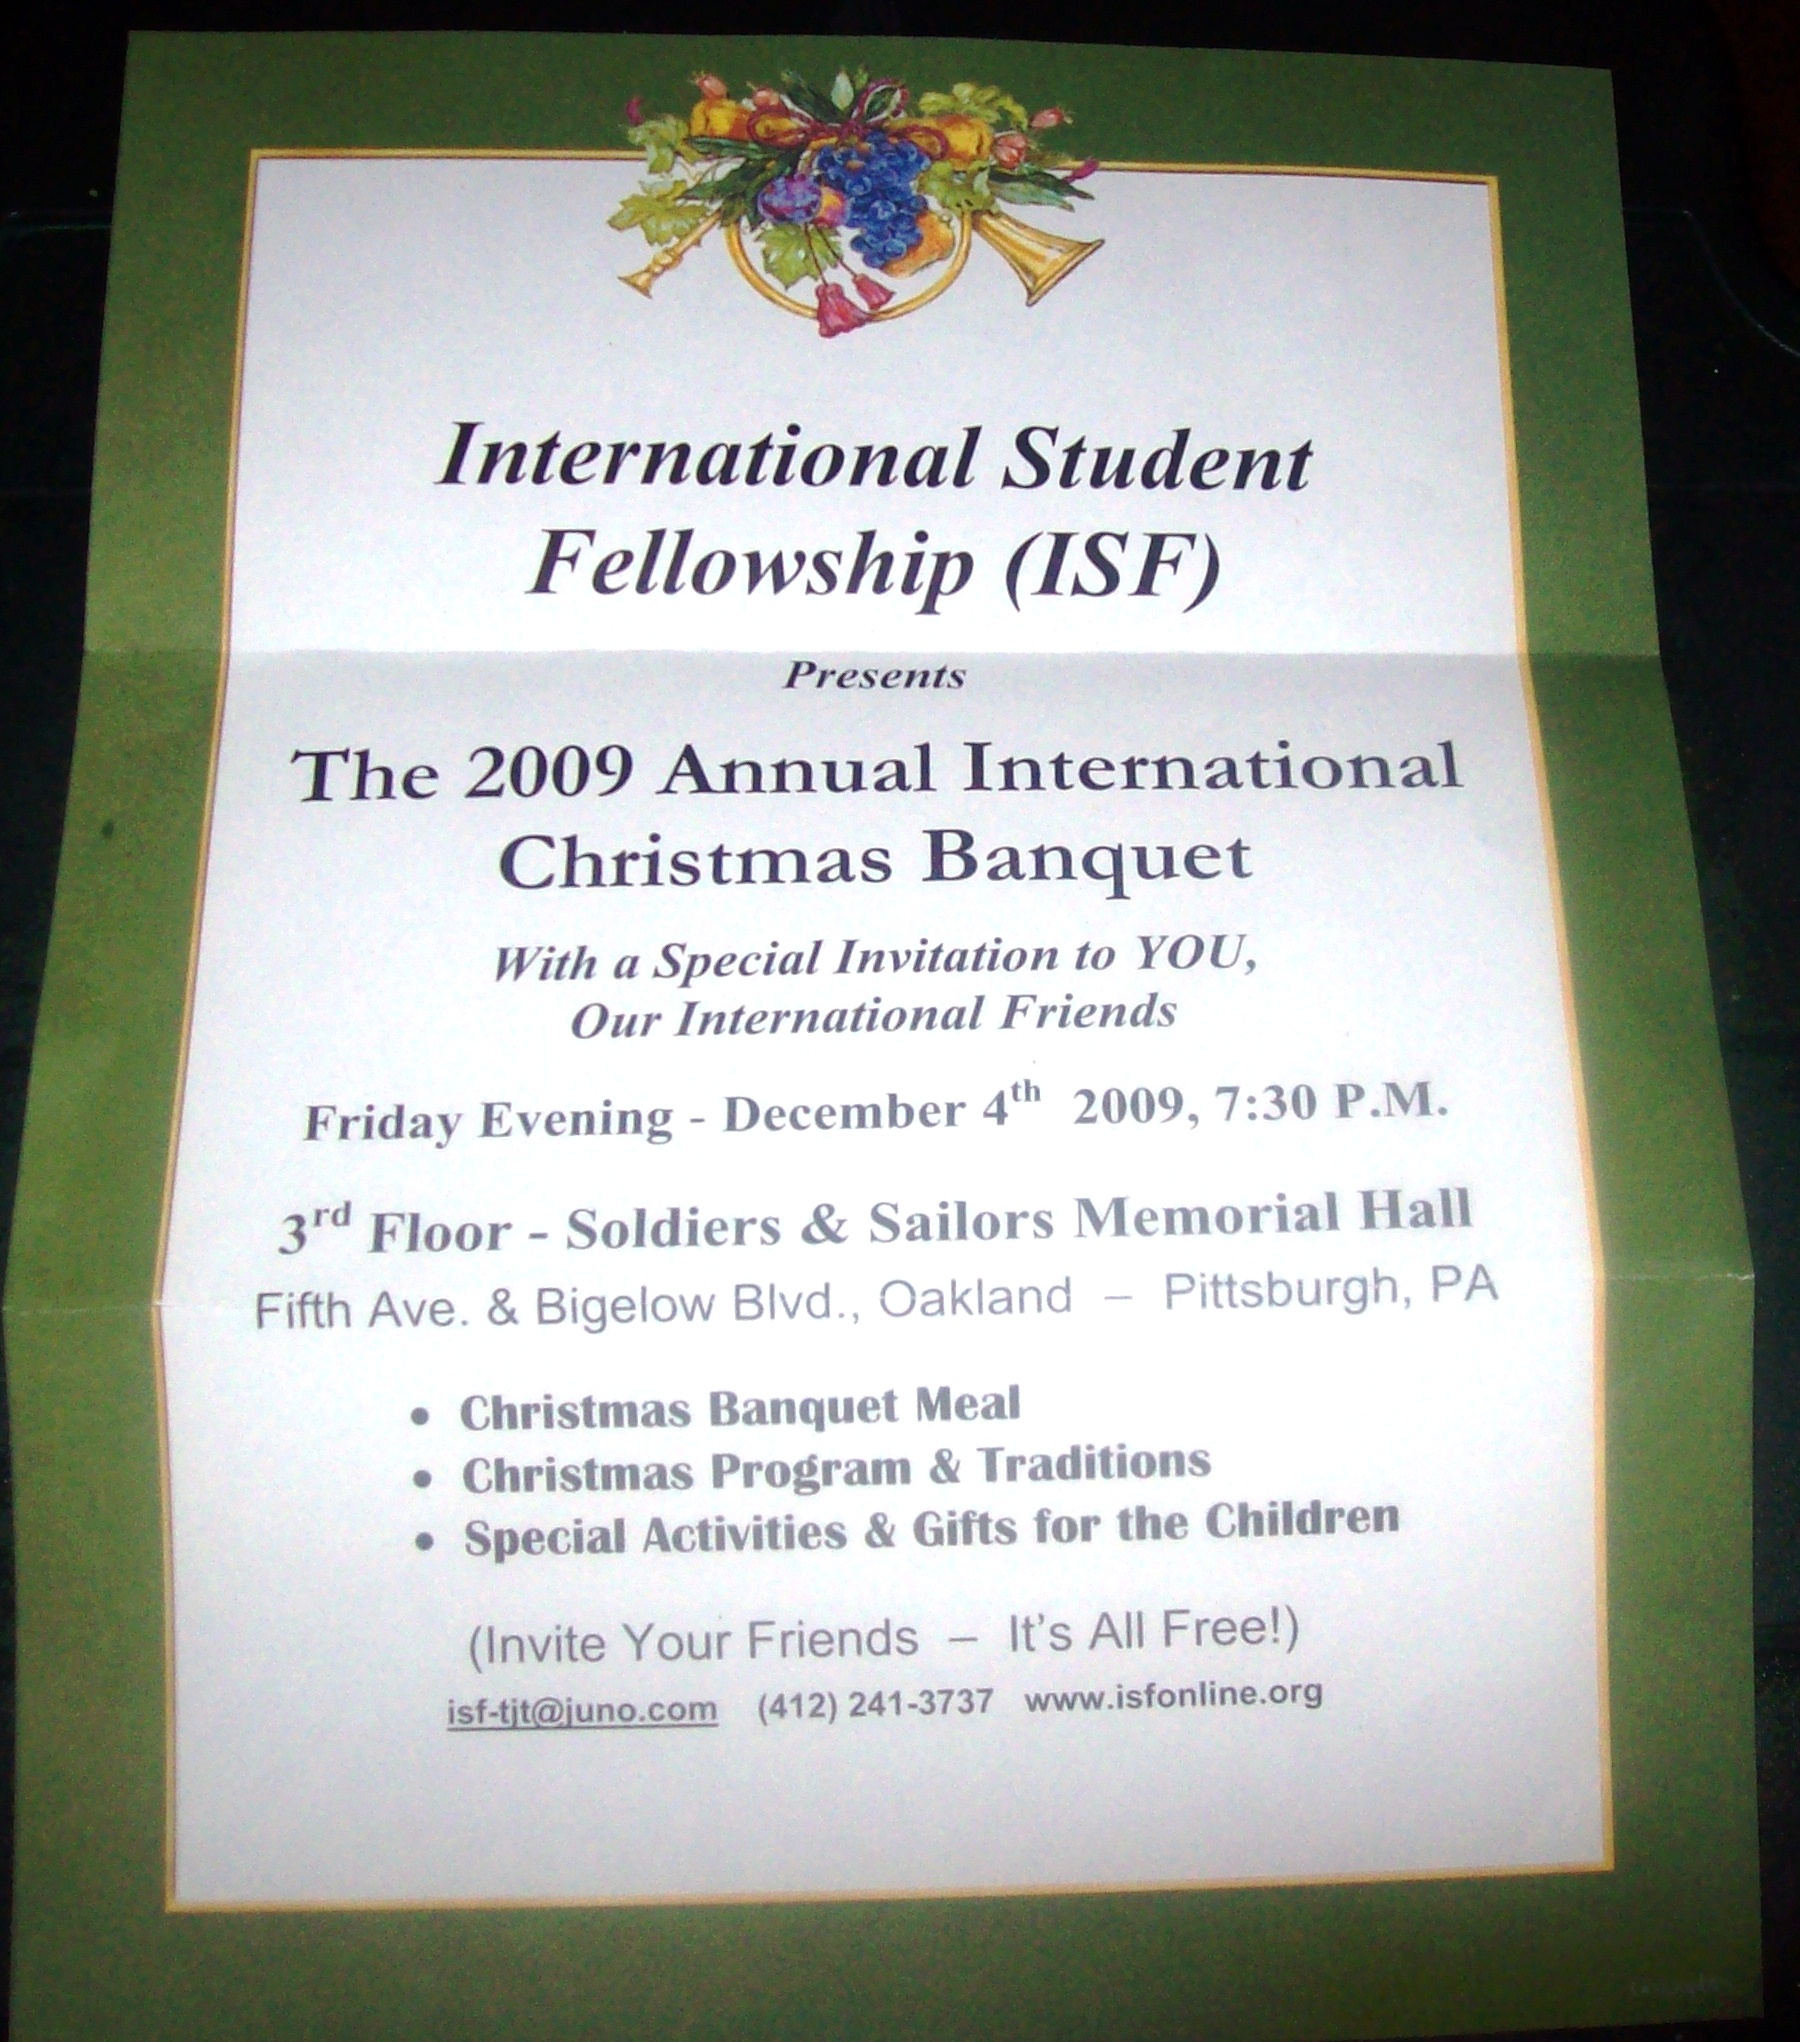 International Student
Fellowship (ISF)
Presents
The 2009 Annual International
Christmas Banquet
With a Special Invitation to YOU,
Our International Friends
Friday Evening - December 4th 2009, 7:30 P.M.
3rd Floor - Soldiers & Sailors Memorial Hall
Fifth Ave. & Bigelow Blvd., Oakland – Pittsburgh, PA
• Christmas Banquet Meal
• Christmas Program & Traditions
• Special Activities & Gifts for the Children
(Invite Your Friends – It's All Free!)
isf-tjt@juno.com (412) 241-3737 www.isfonline.org